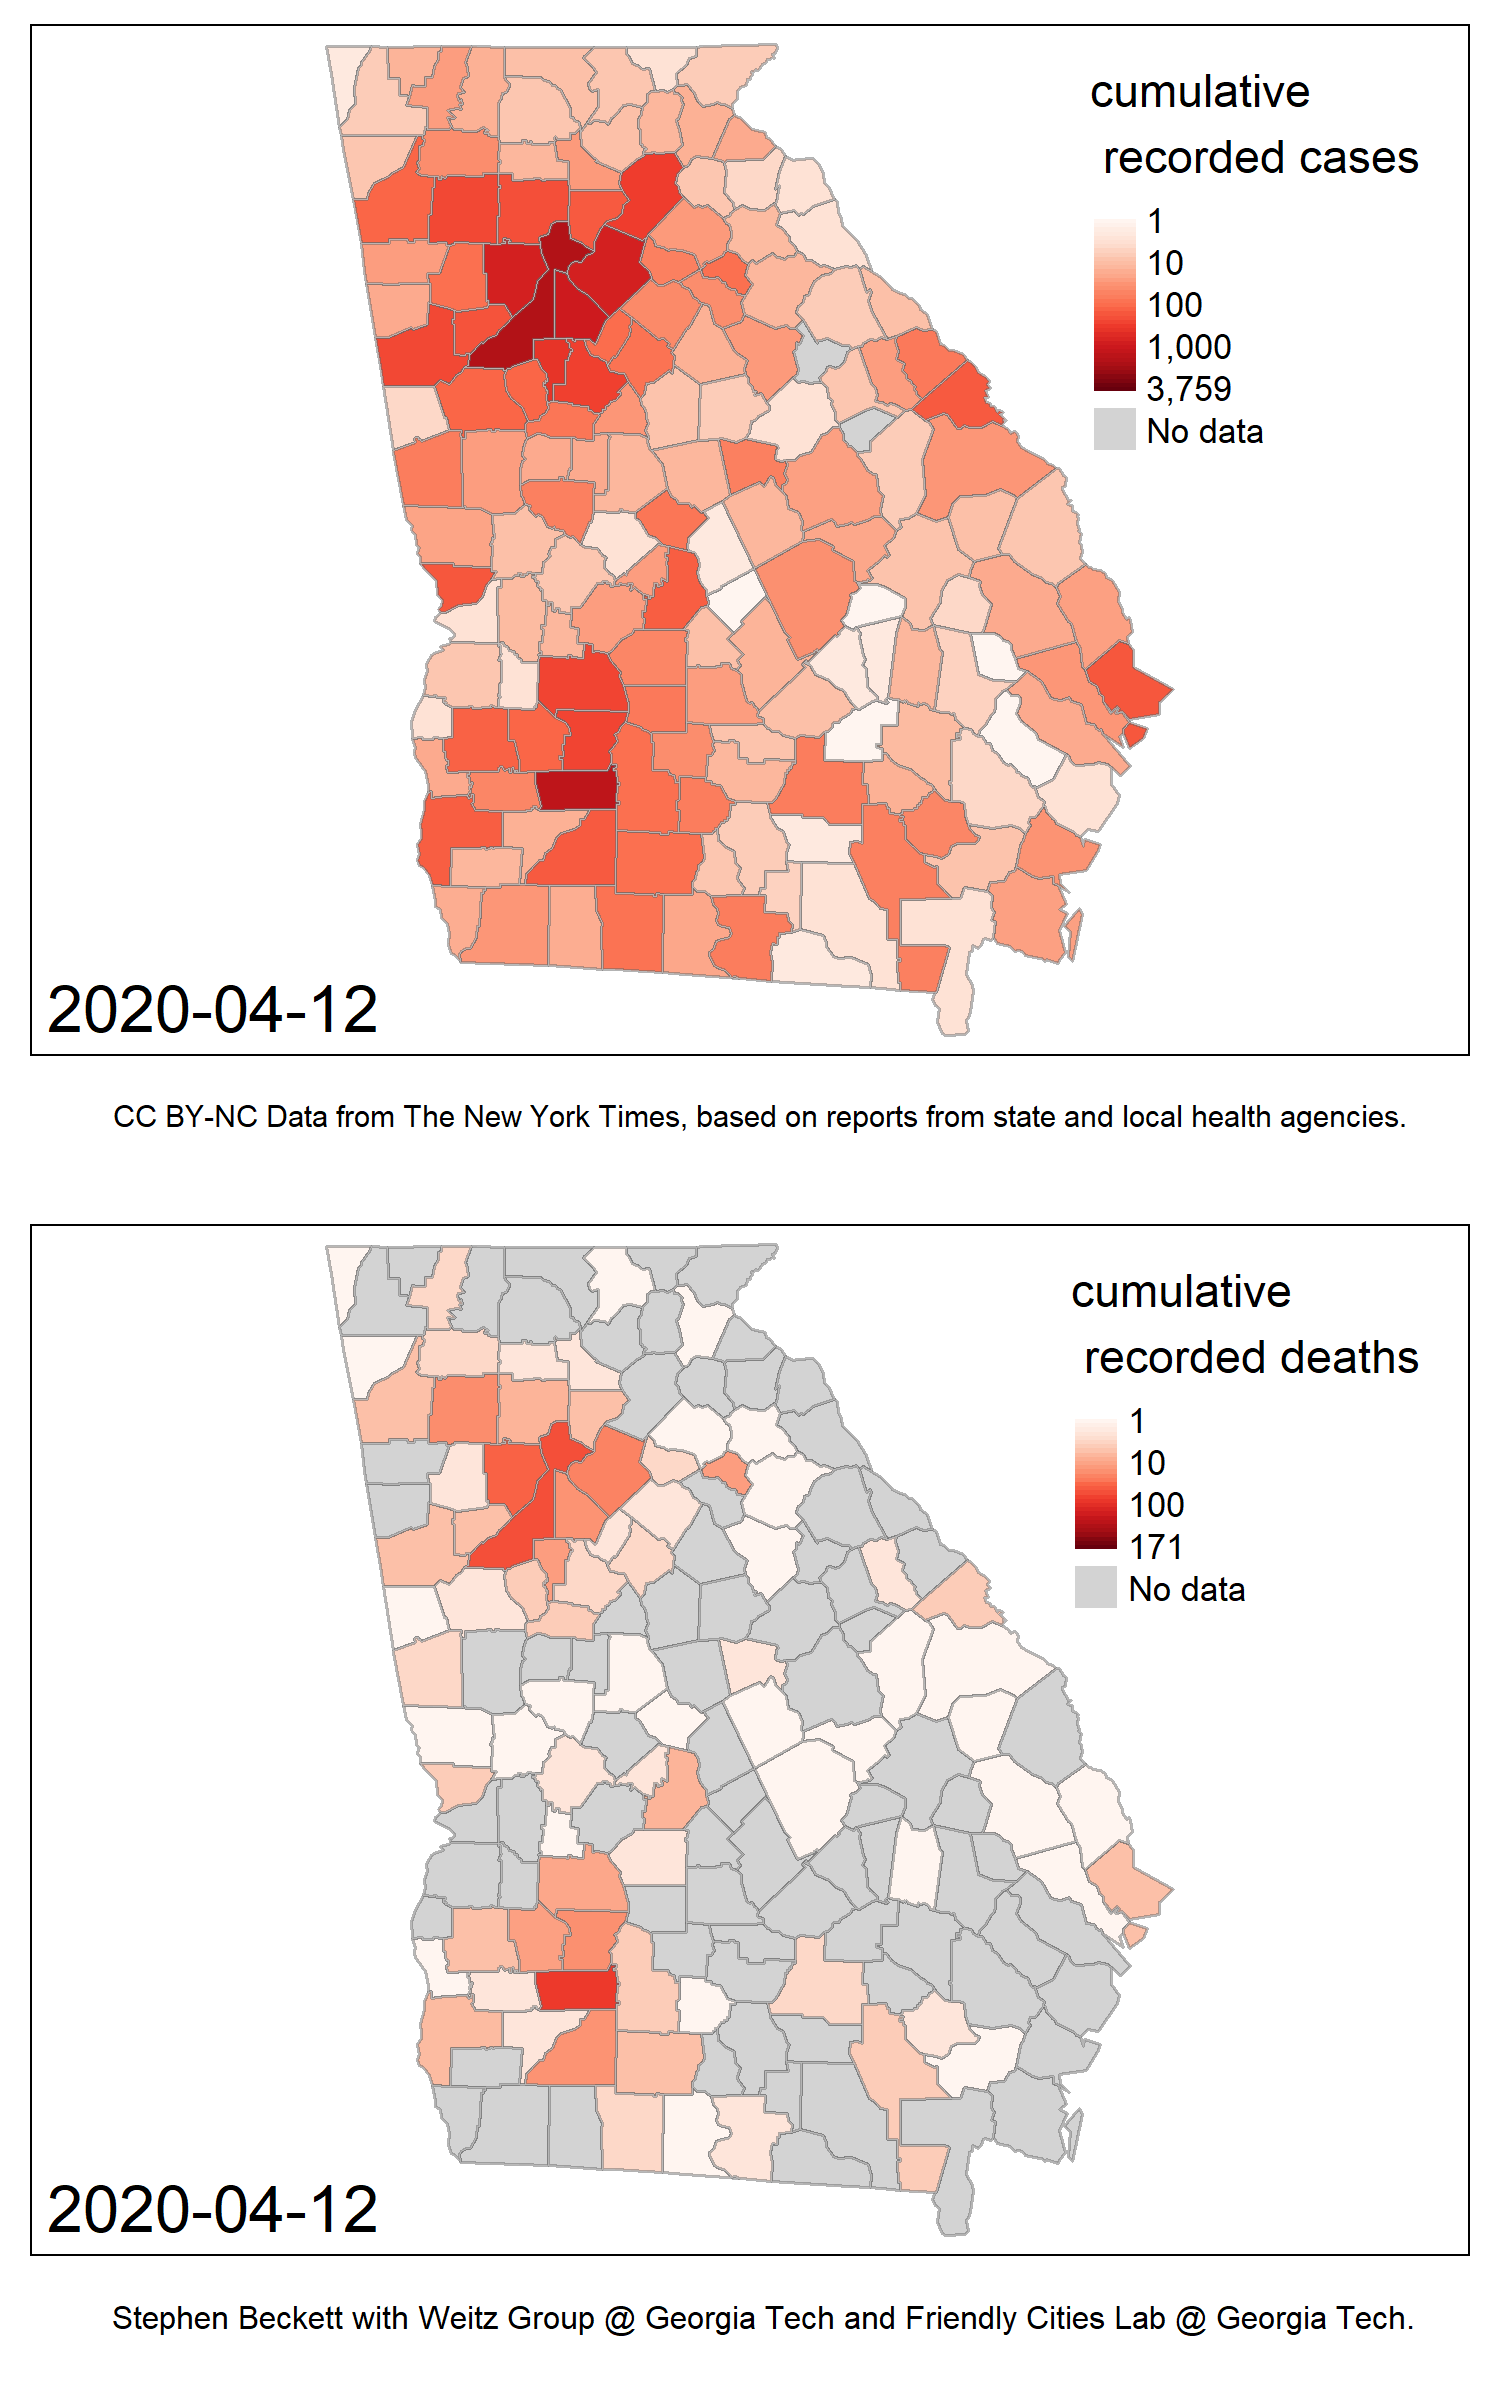 cumulative
recorded cases
1
10
100
1,000
3,759
No data
2020-04-12
CC BY-NC Data from The New York Times, based on reports from state and local health agencies.
cumulative
recorded deaths
1
10
100
171
No data
2020-04-12
Stephen Beckett with Weitz Group @ Georgia Tech and Friendly Cities Lab @ Georgia Tech.